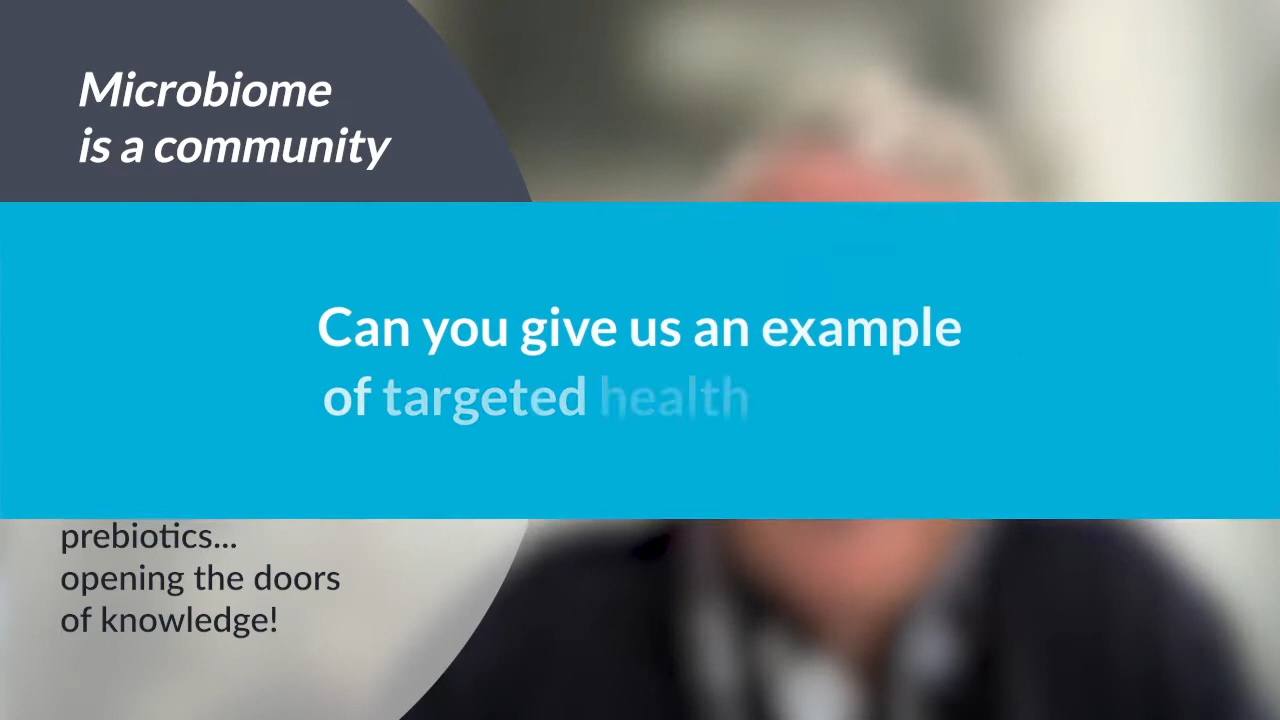 Microbiome
is a community
Can you give us an example
of targeted health
prebiotics...
opening the doors
of knowledge!